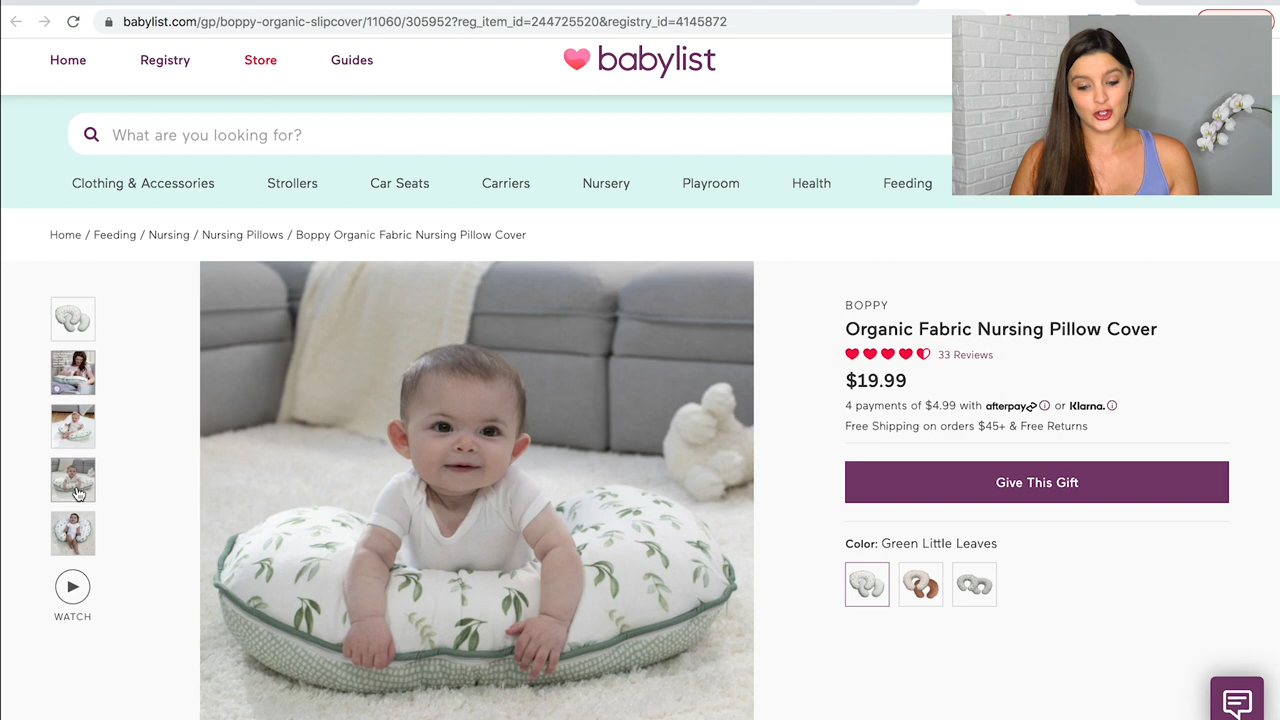 babylist.com/gp/boppy-organic-slipcover/11060/305952?reg_item_id=244725520&registry_id=4145872
Home Registry Store Guides
babylist
What are you looking for?
Clothing & Accessories Strollers Car Seats Carriers Nursery Playroom Health Feeding
Home / Feeding / Nursing / Nursing Pillows / Boppy Organic Fabric Nursing Pillow Cover
BOPPY
Organic Fabric Nursing Pillow Cover
33 Reviews
$19.99
4 payments of $4.99 with afterpay or Klarna.
Free Shipping on orders $45+ & Free Returns
Give This Gift
Color: Green Little Leaves
WATCH